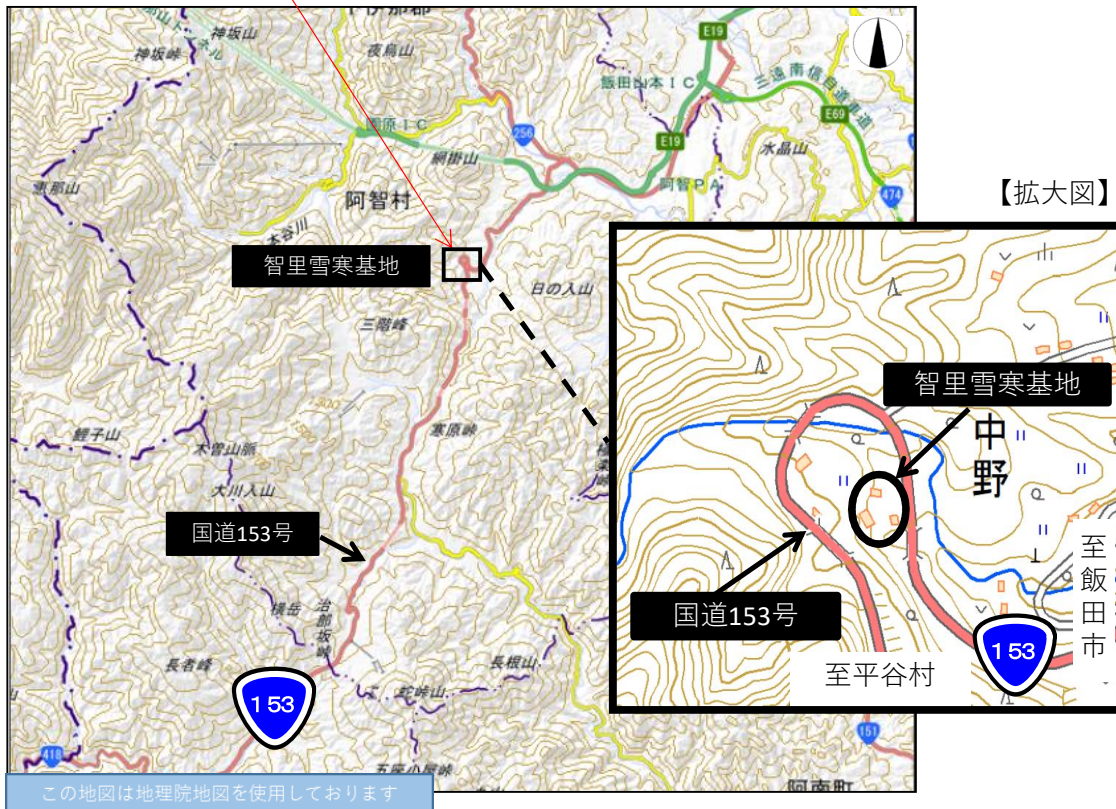 神坂山
神坂峠
夜烏山
E19
飯田山本IC
三遠南信自動車道
E69
園原IC
256
E19
網掛山
水晶山
恵那山
阿智村
阿智PA
474
本谷川
【拡大図】
智里雪寒基地
日の入山
三階峰
智里雪寒基地
鯉子山
寒原峠
中野
木曽山脈
大川入山
国道153号
至飯田市
国道153号
横岳
治部坂峠
153
長者峰
長根山
至平谷村
蛇峠山
153
418
151
五座小屋峠
阿南町
この地図は地理院地図を使用しております